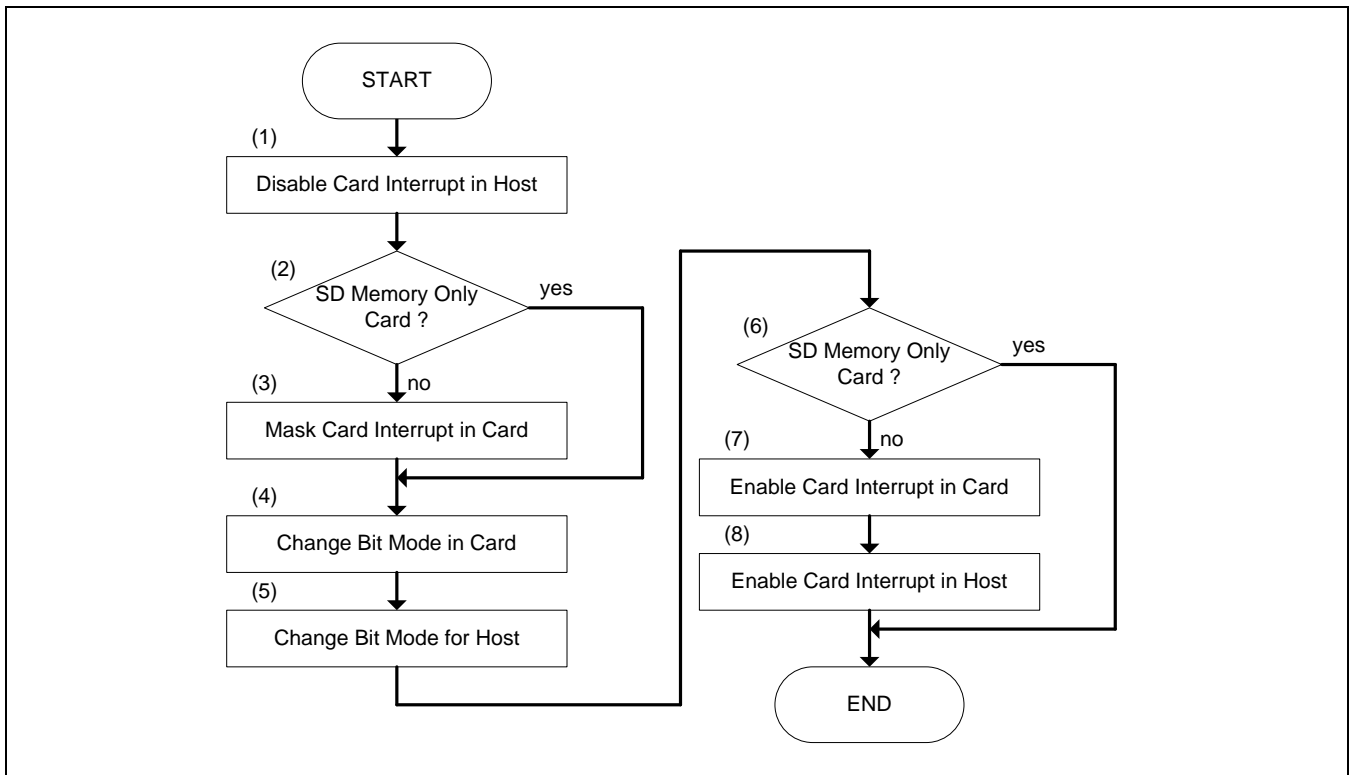 START
(1)
Disable Card Interrupt in Host
(2)
SD Memory Only
Card ?
yes
no
(3)
Mask Card Interrupt in Card
(4)
Change Bit Mode in Card
(5)
Change Bit Mode for Host
(6)
SD Memory Only
Card ?
yes
no
(7)
Enable Card Interrupt in Card
(8)
Enable Card Interrupt in Host
END